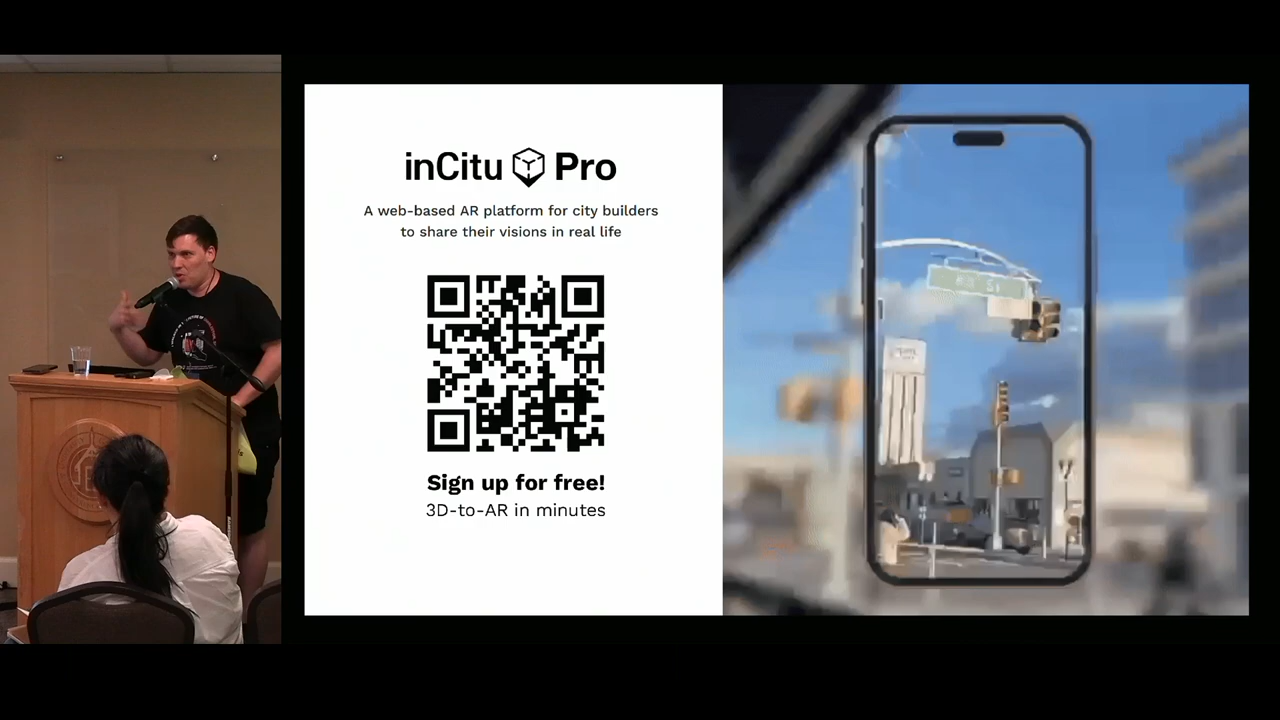 inCitu Pro
A web-based AR platform for city builders
to share their visions in real life
Sign up for free!
3D-to-AR in minutes